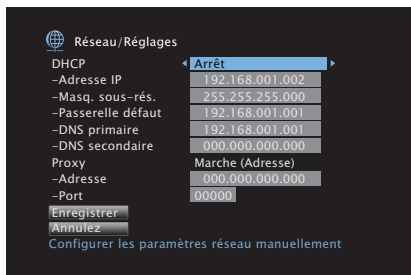 Réseau/Réglages
DHCP Arrêt
–Adresse IP 192.168.001.002
–Masq. sous-rés. 255.255.255.000
–Passerelle défaut 192.168.001.001
–DNS primaire 192.168.001.001
–DNS secondaire 000.000.000.000
Proxy Marche (Adresse)
–Adresse 000.000.000.000
–Port 00000
Enregistrer
Annulez
Configurer les paramètres réseau manuellement